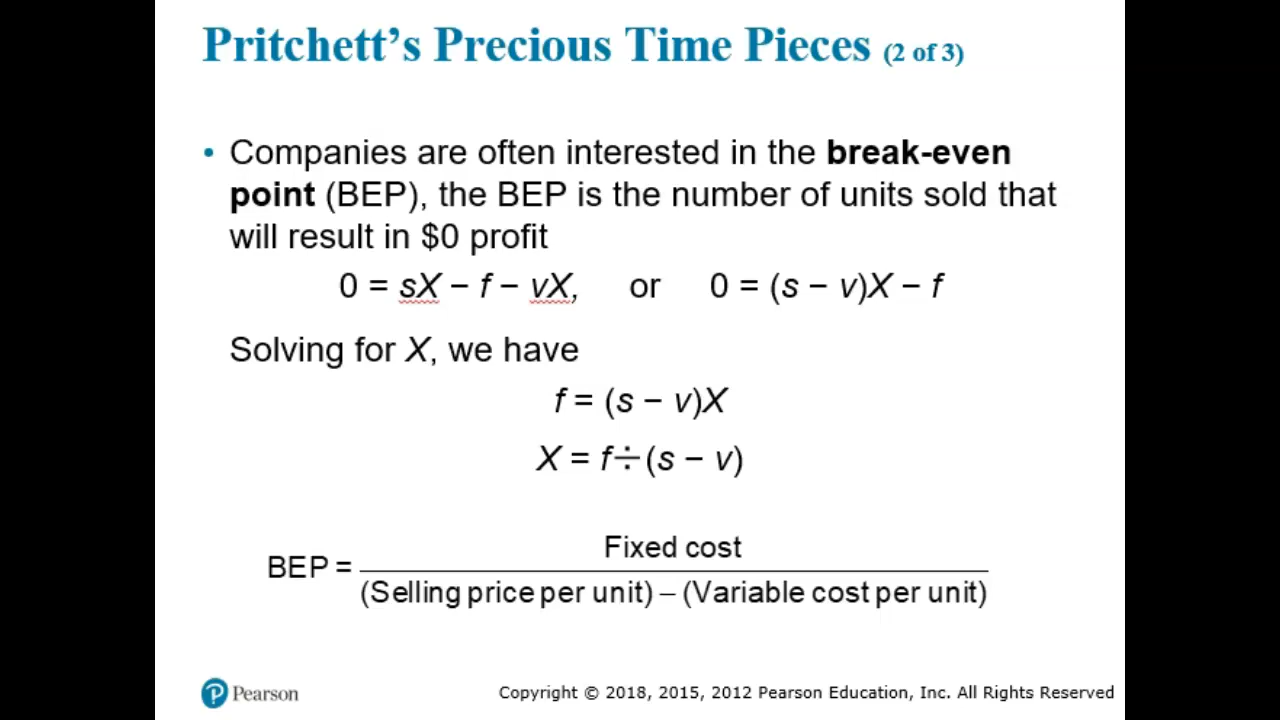 Pritchett's Precious Time Pieces (2 of 3)
• Companies are often interested in the break-even
point (BEP), the BEP is the number of units sold that
will result in $0 profit
0 = sX − f − vX, or 0 = (s − v)X − f
Solving for X, we have
f = (s − v)X
X = f÷(s − v)
Fixed cost
BEP =
(Selling price per unit) – (Variable cost per unit)
P Pearson
Copyright © 2018, 2015, 2012 Pearson Education, Inc. All Rights Reserved